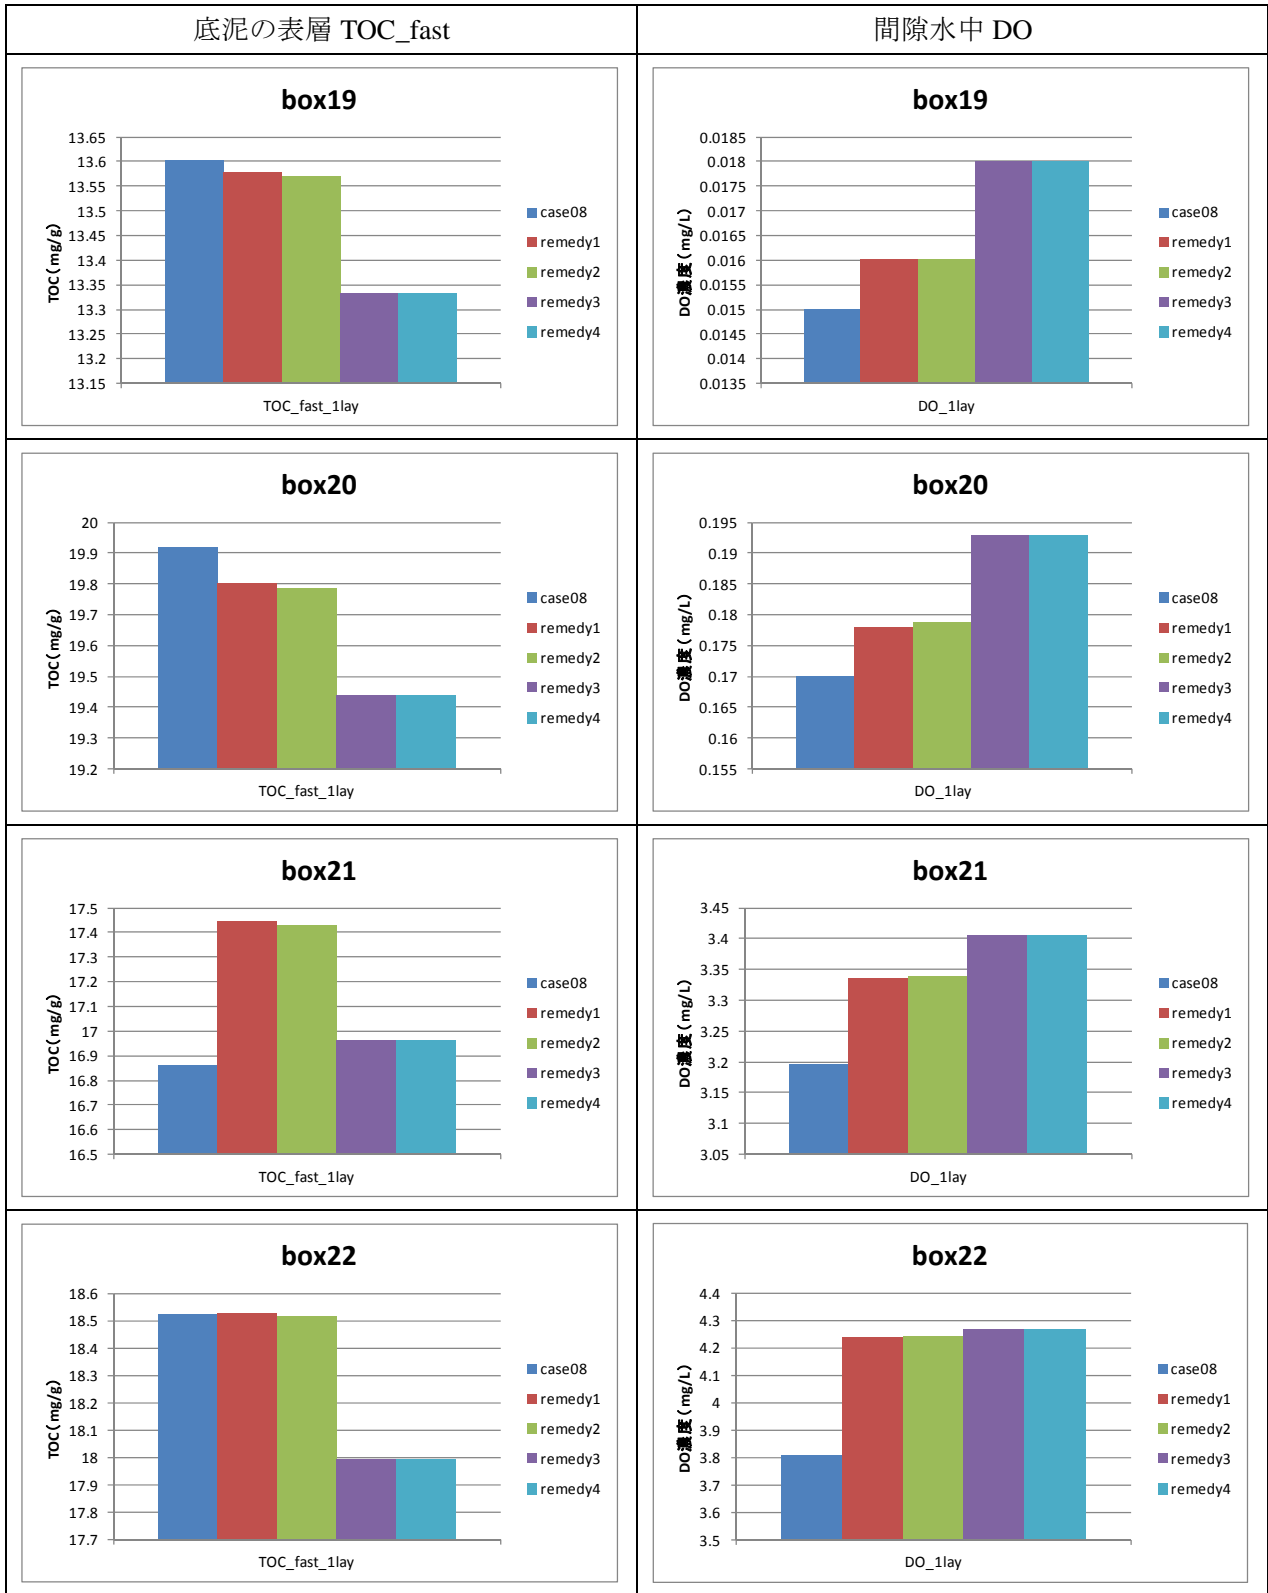 底泥の表層 TOC_fast
間隙水中 DO
box19
13.65
13.6
13.55
13.5
13.45
13.4
13.35
13.3
13.25
13.2
13.15
TOC(mg/g)
TOC_fast_1lay
case08
remedy1
remedy2
remedy3
remedy4
box19
0.0185
0.018
0.0175
0.017
0.0165
0.016
0.0155
0.015
0.0145
0.014
0.0135
DO濃度(mg/L)
DO_1lay
case08
remedy1
remedy2
remedy3
remedy4
box20
20
19.9
19.8
19.7
19.6
19.5
19.4
19.3
19.2
TOC(mg/g)
TOC_fast_1lay
case08
remedy1
remedy2
remedy3
remedy4
box20
0.195
0.19
0.185
0.18
0.175
0.17
0.165
0.16
0.155
DO濃度(mg/L)
DO_1lay
case08
remedy1
remedy2
remedy3
remedy4
box21
17.5
17.4
17.3
17.2
17.1
17
16.9
16.8
16.7
16.6
16.5
TOC(mg/g)
TOC_fast_1lay
case08
remedy1
remedy2
remedy3
remedy4
box21
3.45
3.4
3.35
3.3
3.25
3.2
3.15
3.1
3.05
DO濃度(mg/L)
DO_1lay
case08
remedy1
remedy2
remedy3
remedy4
box22
18.6
18.5
18.4
18.3
18.2
18.1
18
17.9
17.8
17.7
TOC(mg/g)
TOC_fast_1lay
case08
remedy1
remedy2
remedy3
remedy4
box22
4.4
4.3
4.2
4.1
4
3.9
3.8
3.7
3.6
3.5
DO濃度(mg/L)
DO_1lay
case08
remedy1
remedy2
remedy3
remedy4